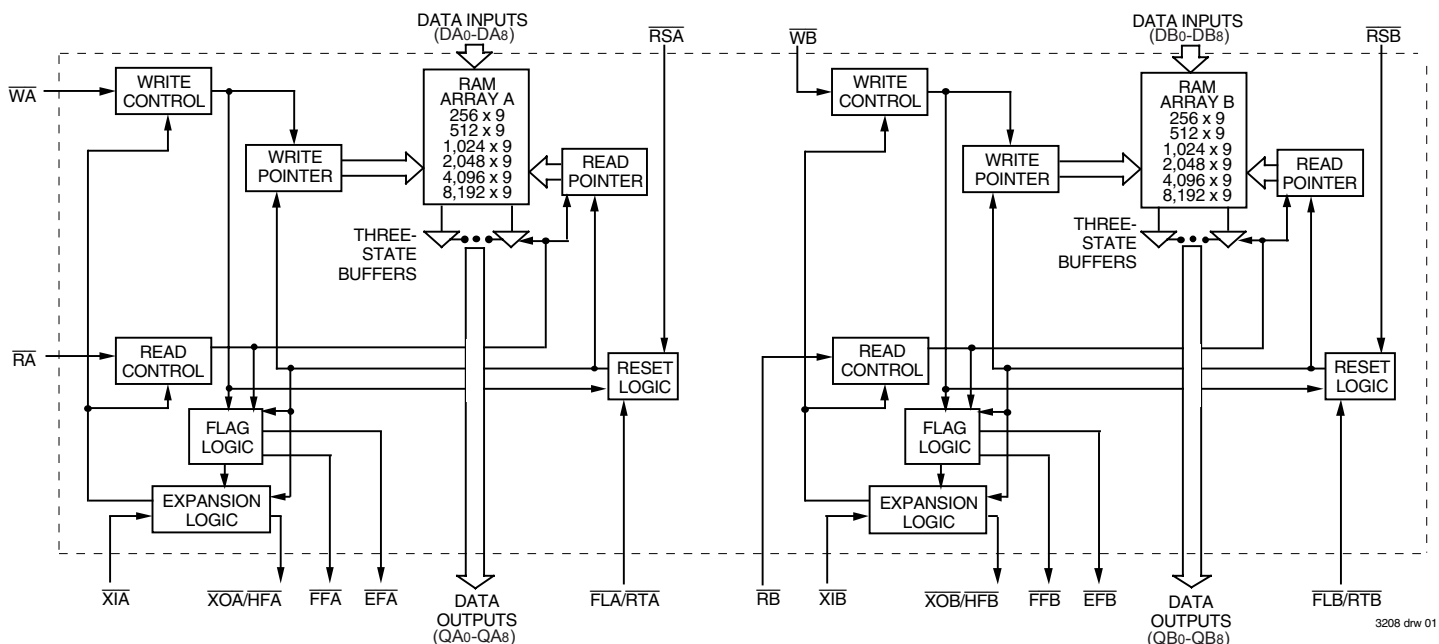 DATA INPUTS
(DA0-DA8)
RSA
WA
WRITE
CONTROL
RAM
ARRAY A
256 x 9
512 x 9
1,024 x 9
2,048 x 9
4,096 x 9
8,192 x 9
WRITE
POINTER
READ
POINTER
THREE-
STATE
BUFFERS
RA
READ
CONTROL
RESET
LOGIC
FLAG
LOGIC
EXPANSION
LOGIC
XIA
XOA/HFA
FFA
EFA
DATA
OUTPUTS
(QA0-QA8)
FLA/RTA
WB
DATA INPUTS
(DB0-DB8)
RSB
WRITE
CONTROL
RAM
ARRAY B
256 x 9
512 x 9
1,024 x 9
2,048 x 9
4,096 x 9
8,192 x 9
WRITE
POINTER
READ
POINTER
THREE-
STATE
BUFFERS
READ
CONTROL
RESET
LOGIC
FLAG
LOGIC
EXPANSION
LOGIC
RB
XIB
XOB/HFB
FFB
EFB
DATA
OUTPUTS
(QB0-QB8)
FLB/RTB
3208 drw 01